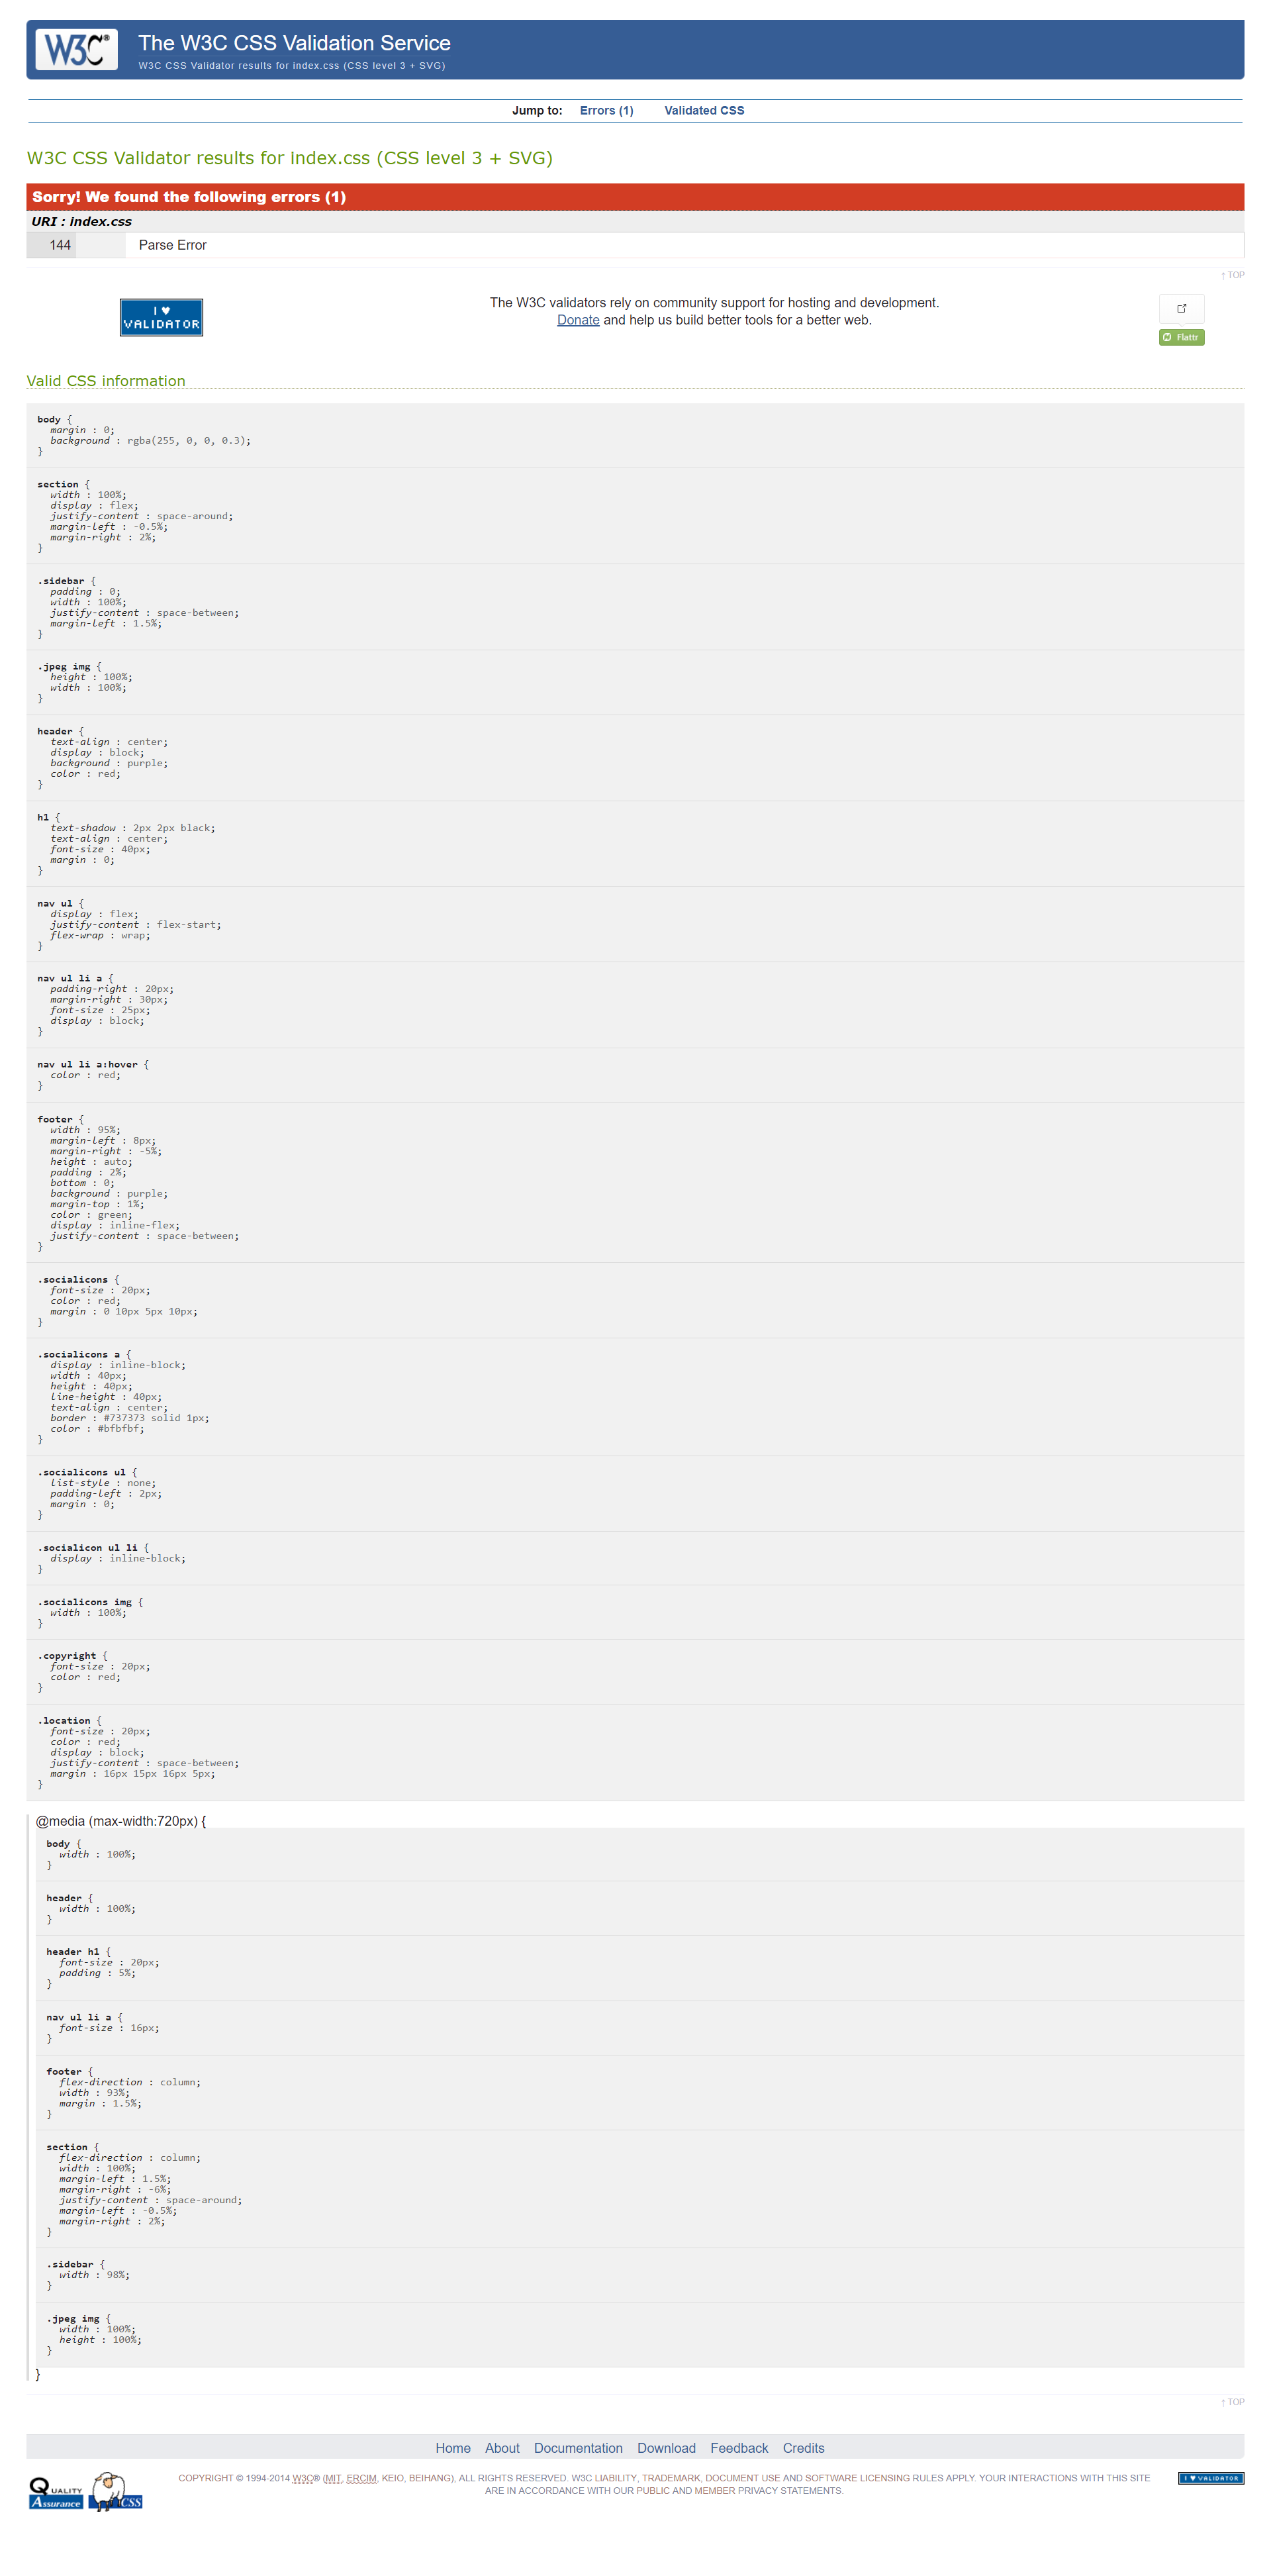 W3C®
The W3C CSS Validation Service
W3C CSS Validator results for index.css (CSS level 3 + SVG)
Jump to: Errors (1) Validated CSS
W3C CSS Validator results for index.css (CSS level 3 + SVG)
Sorry! We found the following errors (1)
URI : index.css
144 Parse Error
↑ TOP
I ♥
VALIDATOR
The W3C validators rely on community support for hosting and development.
Donate and help us build better tools for a better web.
Flattr
Valid CSS information
body {
margin : 0;
background : rgba(255, 0, 0, 0.3);
}
section {
width : 100%;
display : flex;
justify-content : space-around;
margin-left : -0.5%;
margin-right : 2%;
}
.sidebar {
padding : 0;
width : 100%;
justify-content : space-between;
margin-left : 1.5%;
}
.jpeg img {
height : 100%;
width : 100%;
}
header {
text-align : center;
display : block;
background : purple;
color : red;
}
h1 {
text-shadow : 2px 2px black;
text-align : center;
font-size : 40px;
margin : 0;
}
nav ul {
display : flex;
justify-content : flex-start;
flex-wrap : wrap;
}
nav ul li a {
padding-right : 20px;
margin-right : 30px;
font-size : 25px;
display : block;
}
nav ul li a:hover {
color : red;
}
footer {
width : 95%;
margin-left : 8px;
margin-right : -5%;
height : auto;
padding : 2%;
bottom : 0;
background : purple;
margin-top : 1%;
color : green;
display : inline-flex;
justify-content : space-between;
}
.socialicons {
font-size : 20px;
color : red;
margin : 0 10px 5px 10px;
}
.socialicons a {
display : inline-block;
width : 40px;
height : 40px;
line-height : 40px;
text-align : center;
border : #737373 solid 1px;
color : #bfbfbf;
}
.socialicons ul {
list-style : none;
padding-left : 2px;
margin : 0;
}
.socialicon ul li {
display : inline-block;
}
.socialicons img {
width : 100%;
}
.copyright {
font-size : 20px;
color : red;
}
.location {
font-size : 20px;
color : red;
display : block;
justify-content : space-between;
margin : 16px 15px 16px 5px;
}
@media (max-width:720px) {
body {
width : 100%;
}
header {
width : 100%;
}
header h1 {
font-size : 20px;
padding : 5%;
}
nav ul li a {
font-size : 16px;
}
footer {
flex-direction : column;
width : 93%;
margin : 1.5%;
}
section {
flex-direction : column;
width : 100%;
margin-left : 1.5%;
margin-right : -6%;
justify-content : space-around;
margin-left : -0.5%;
margin-right : 2%;
}
.sidebar {
width : 98%;
}
.jpeg img {
width : 100%;
height : 100%;
}
}
↑ TOP
Home About Documentation Download Feedback Credits
QUALITY
Assurance
CSS
COPYRIGHT © 1994-2014 W3C® (MIT, ERCIM, KEIO, BEIHANG), ALL RIGHTS RESERVED. W3C LIABILITY, TRADEMARK, DOCUMENT USE AND SOFTWARE LICENSING RULES APPLY. YOUR INTERACTIONS WITH THIS SITE
ARE IN ACCORDANCE WITH OUR PUBLIC AND MEMBER PRIVACY STATEMENTS.
I ♥ VALIDATOR